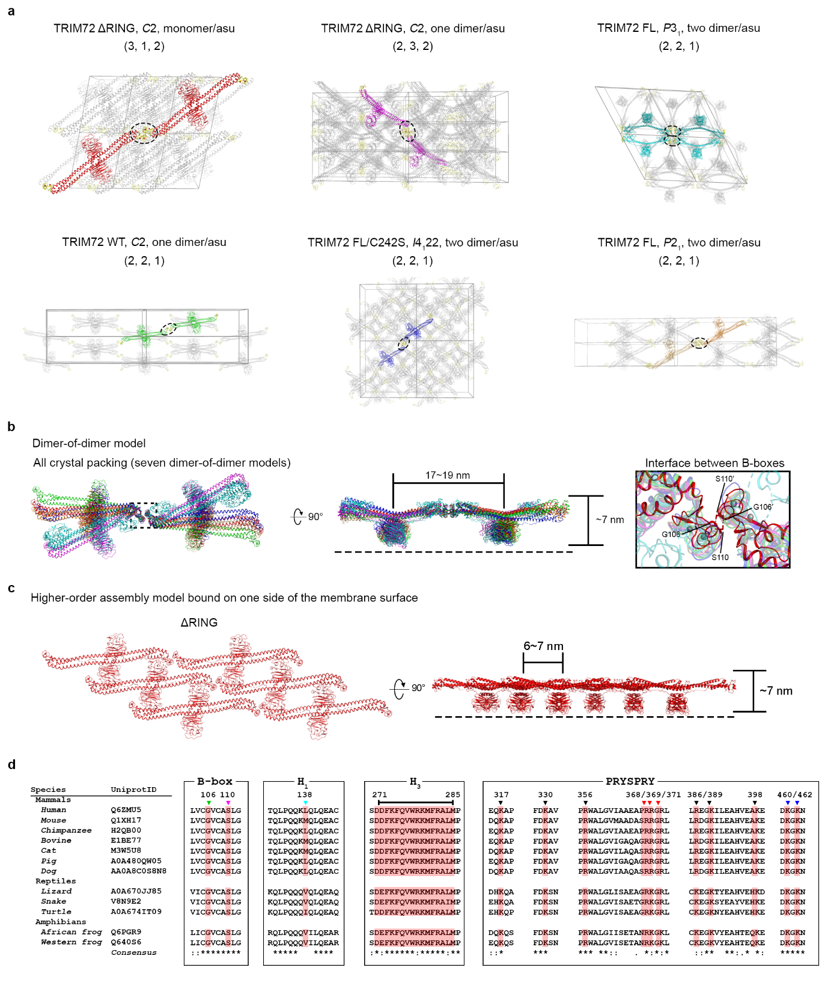 a
TRIM72 ΔRING, C2, monomer/asu
(3, 1, 2)
TRIM72 ΔRING, C2, one dimer/asu
(2, 3, 2)
TRIM72 FL, P3₁, two dimer/asu
(2, 2, 1)
TRIM72 WT, C2, one dimer/asu
(2, 2, 1)
TRIM72 FL/C242S, I4₁22, two dimer/asu
(2, 2, 1)
TRIM72 FL, P2₁, two dimer/asu
(2, 2, 1)
b
Dimer-of-dimer model
All crystal packing (seven dimer-of-dimer models)
90°
17~19 nm
~7 nm
Interface between B-boxes
S110′
G106′
G106
S110
c
Higher-order assembly model bound on one side of the membrane surface
ΔRING
90°
6~7 nm
~7 nm
d
B-box H₁ H₃ PRYSPRY
Species UniprotID 106 110 138 271 285 317 330 356 368/369/371 386/389 398 460/462
Mammals
Human Q6ZMU5 LVCGVCASLG TQLPQQKLQLQEAC SDDFKFQVWRKMFRALMP EQKAP FDKAV PRWALGVIAAEAPRRGRL LREGKILEAHVEAKE DKGKN
Mouse Q1XH17 LVCGVCASLG TQLPQQKMQLQEAC SDDFKFQVWKKMFRALMP EQKAP FDKAV PRWALGVMAADASRRGRL LREGKILEAHVEAKE DKGKN
Chimpanzee H2QB00 LVCGVCASLG TQLPQQKLQLQEAC SDDFKFQVWRKMFRALMP EQKAP FDKAV PRWALGVIAAEAPRRGRL LREGKILEAHVEAKE DKGKN
Bovine E1BE77 LVCGVCASLG TQLPQQKMQLQEAC SDDFKFQVWRKMFRALMP DQKAP FDKAV PRWALGVIGAQAGRRGRL LREGKILEAHVEAKE DKGKN
Cat M3W5U8 LVCGVCASLG TQLPQQKMQLQEAC SDDFKFQVWRKMFRALMP EQKAP FDKAV PRWALGVILAQASRRGRL LREGKILEAHVEAKE DKGKN
Pig A0A480QW05 LVCGVCASLG TQLPQQKLQLQEAC SDDFKFQVWRKMFRALMP EQKAP FDKAV PRWALGVIGAQAGRRGRL LREGKILEAHVEAKE DKGKN
Dog AA0A8C0S8N8 LVCGVCASLG TQLPQQKLQLQEAC SDDFKFQVWRKMFRALMP DQKAP FDKAV PRWALGVIAAQASRRGRL LRDGKILEAHVEAKE DKGKN
Reptiles
Lizard A0A670JJ85 VICGVCASLG KQLPQQQVQLQEAQ SDEFKFQVWRKMFRALMP DHKQA FDKSN PRWALGLISAEAGRKGRL CKEGKTYEAHVEHKD DKGKN
Snake V8N9E2 VICGVCASLG KQLPQQQVQLQEAQ SDEFKFQVWRKMFRAIMP EHKQA FDKSN PRWALGVISAETGRKGRL CKEGKSYEAYVEHKE DKGKN
Turtle A0A674IT09 VICGVCASLG KQLPQQQIQLQEAQ TDDFKFQVWRKMFRALMP EHKQP FDKSN PRWALGVISAEAGRKGRL CKEGKNYEAHVEHKE DKGKN
Amphibians
African frog Q6PGR9 LICGVCASLG RQLPQQQVILQEAR SDEFKFQVWRKMFRALMP DQKQS FDKSN PRWALGIISETANRKGKL CKEGKVYEAHTEQKE DKGKN
Western frog Q640S6 LICGVCASLG RQLPQQQVILQEAR SDEFKFQVWKKMFRALMP EQKQS FDKSN PRWALGVISETANRKGKL CKEGKVYEAHTEQKE DKGKN
Consensus ::******** ***** **** :*:******:*****:** ::* *** *** **:: . *:*:* *::** **:.* *: *****